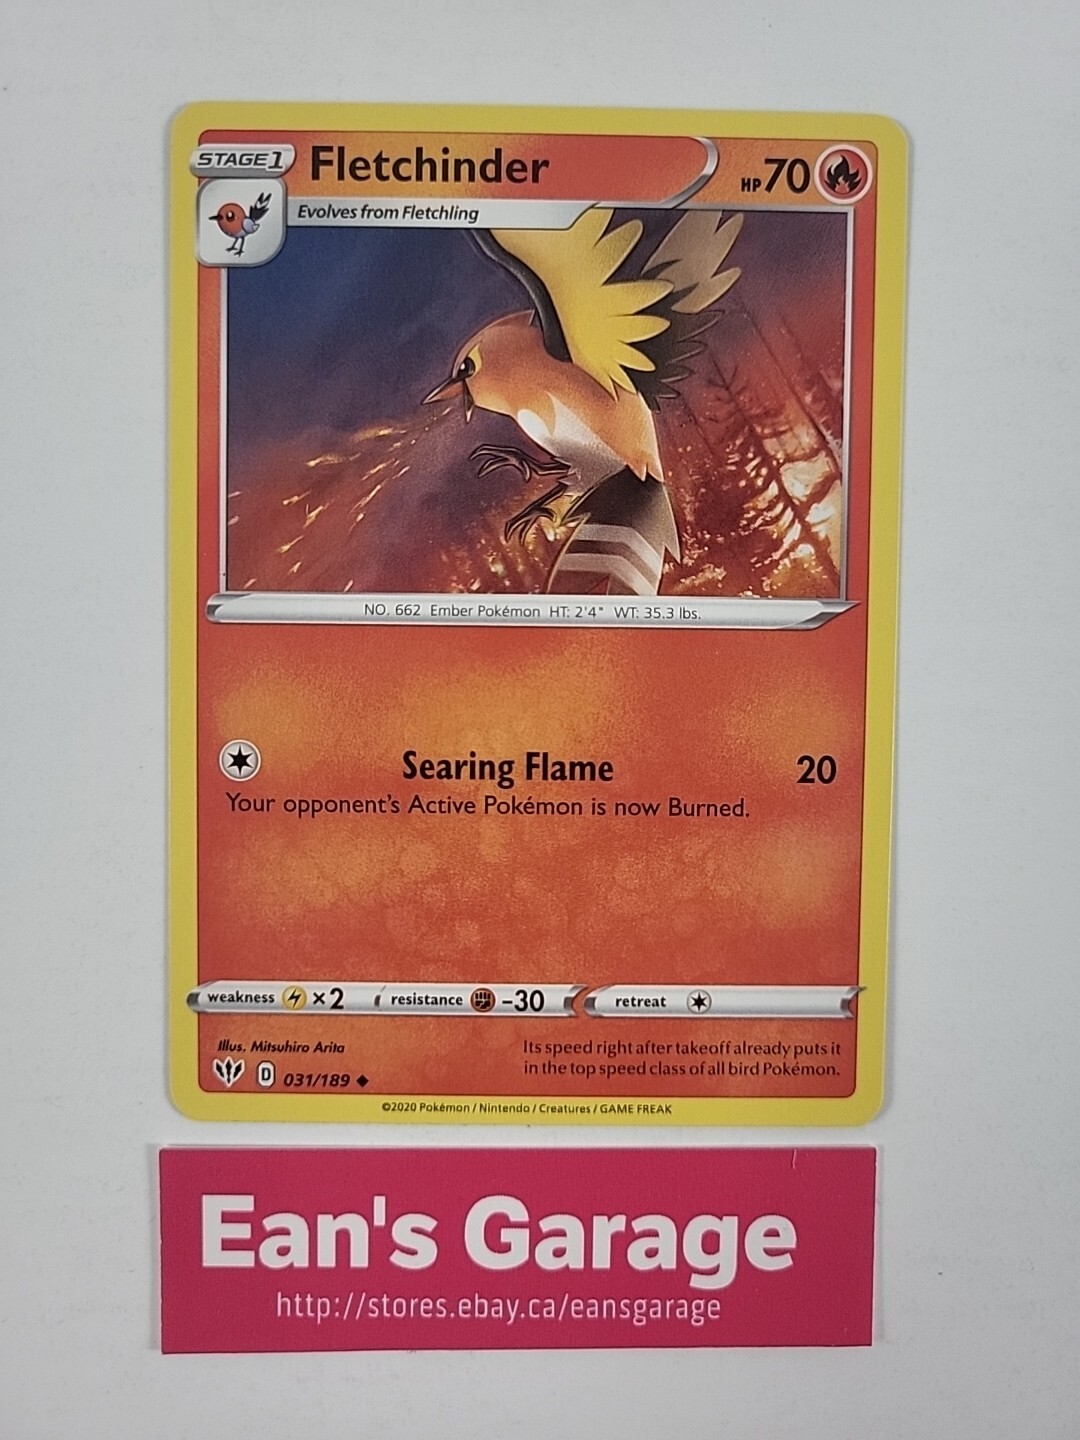 STAGE1
Fletchinder
HP70
Evolves from Fletchling
NO. 662 Ember Pokémon HT: 2'4" WT: 35.3 lbs.
Searing Flame 20
Your opponent's Active Pokémon is now Burned.
weakness ×2 resistance -30 retreat
Illus. Mitsuhiro Arita
Its speed right after takeoff already puts it
in the top speed class of all bird Pokémon.
D 031/189
©2020 Pokémon / Nintendo / Creatures / GAME FREAK
Ean's Garage
http://stores.ebay.ca/eansgarage